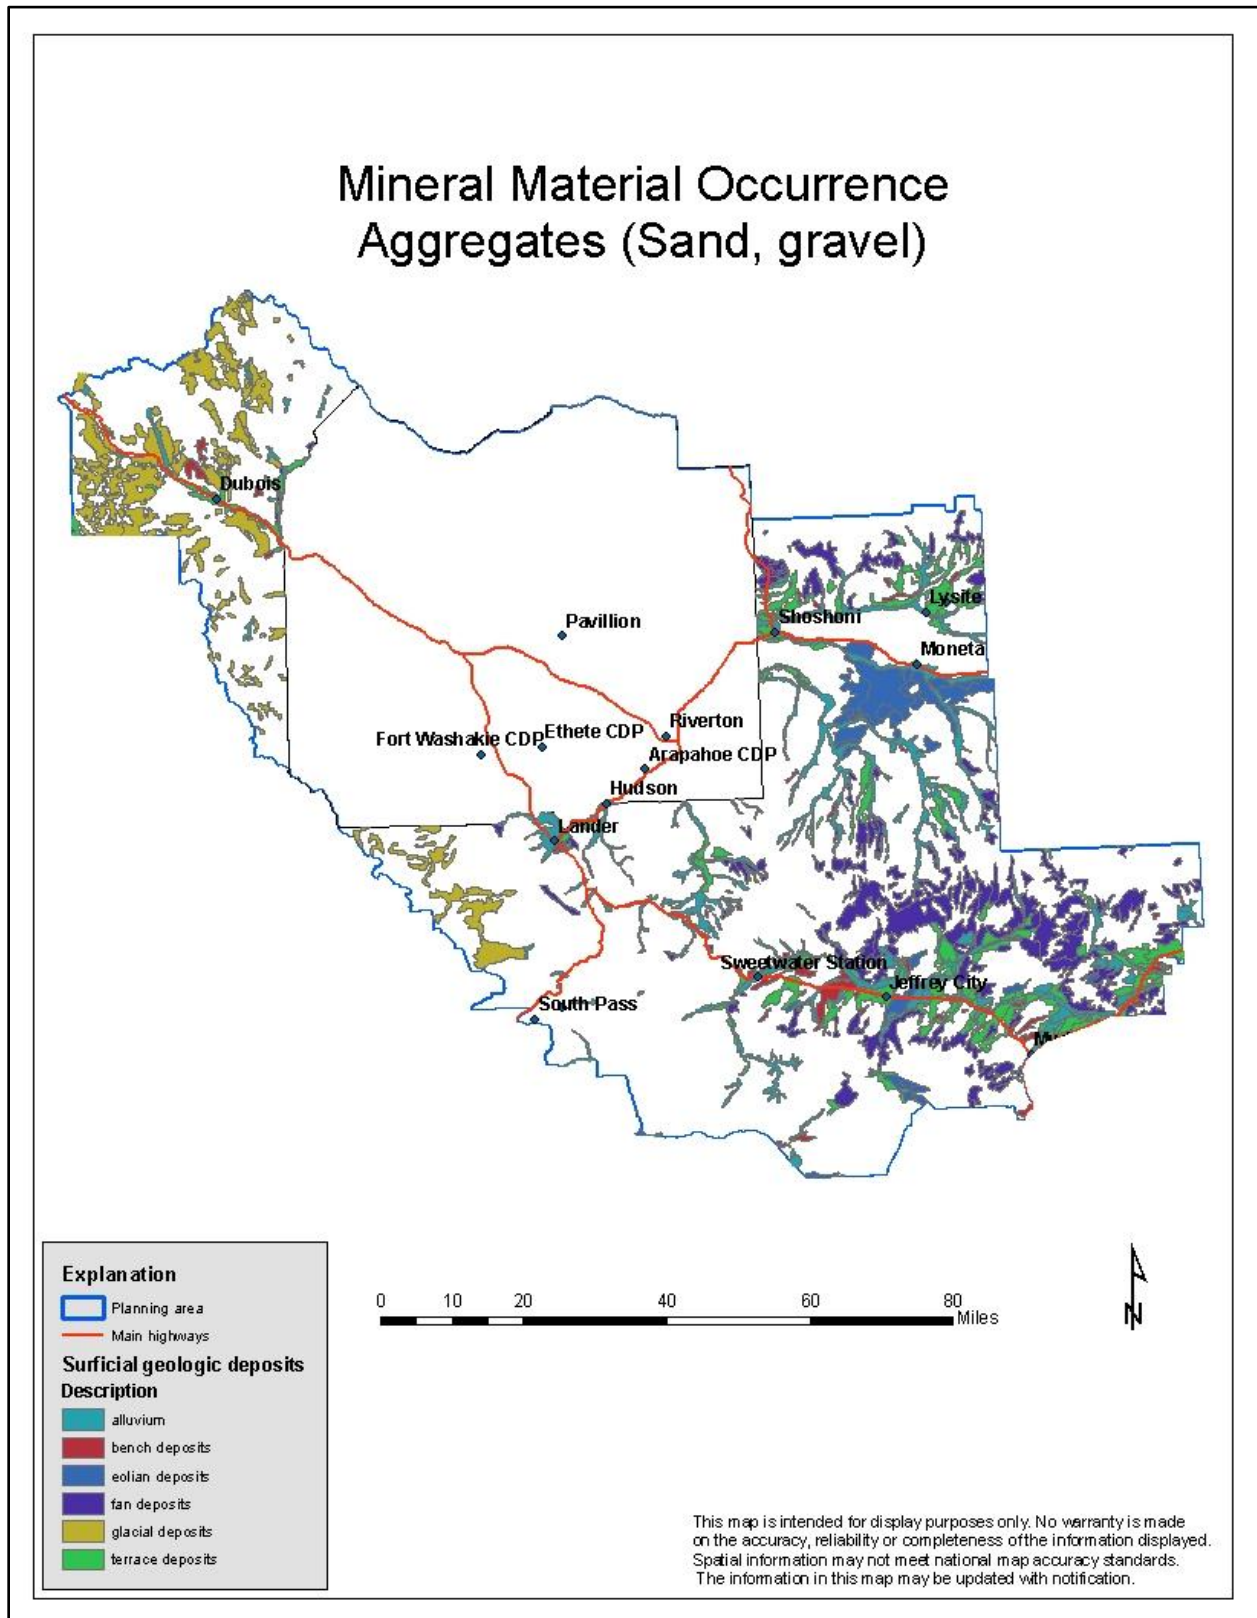 Mineral Material Occurrence
Aggregates (Sand, gravel)
Dubois
Pavillion
Shoshoni
Lysite
Moneta
Riverton
Fort Washakie CDP
Ethete CDP
Arapahoe CDP
Hudson
Lander
Sweetwater Station
Jeffrey City
South Pass
Explanation
Planning area
Main highways
Surficial geologic deposits
Description
alluvium
bench deposits
eolian deposits
fan deposits
glacial deposits
terrace deposits
0 10 20 40 60 80
Miles
N
This map is intended for display purposes only. No warranty is made
on the accuracy, reliability or completeness of the information displayed.
Spatial information may not meet national map accuracy standards.
The information in this map may be updated with notification.